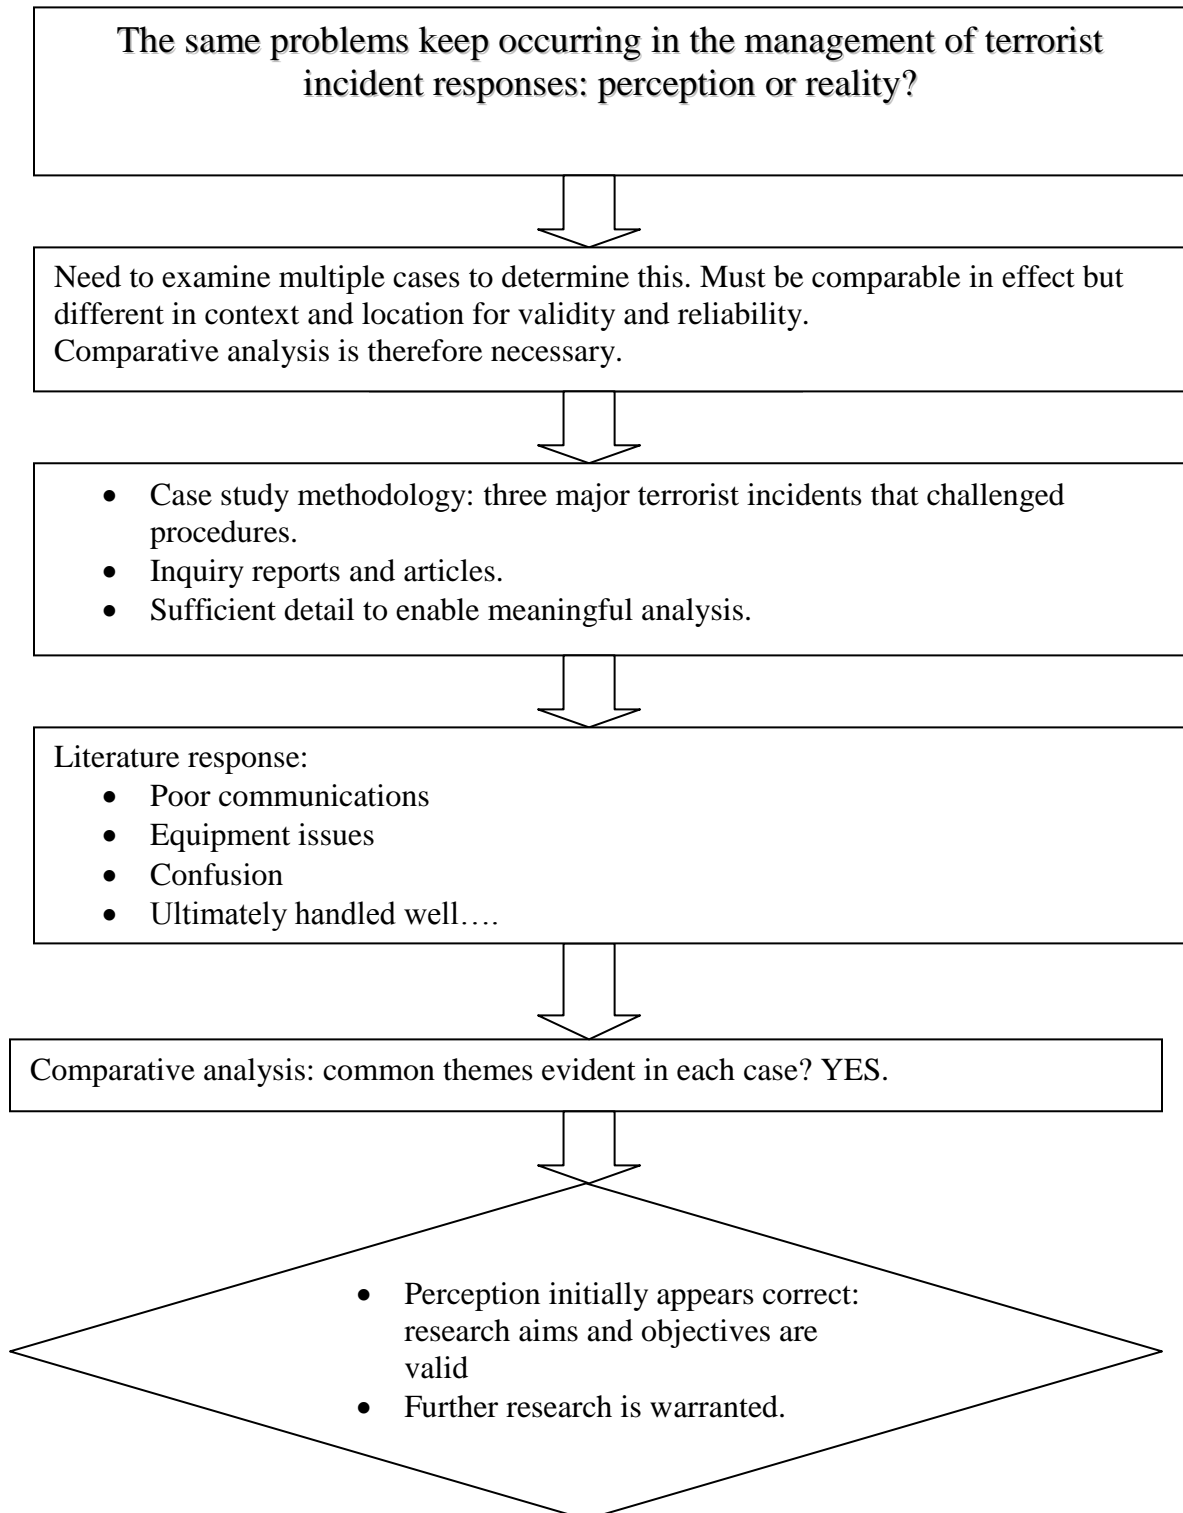 The same problems keep occurring in the management of terrorist
incident responses: perception or reality?
Need to examine multiple cases to determine this. Must be comparable in effect but
different in context and location for validity and reliability.
Comparative analysis is therefore necessary.
• Case study methodology: three major terrorist incidents that challenged
procedures.
• Inquiry reports and articles.
• Sufficient detail to enable meaningful analysis.
Literature response:
• Poor communications
• Equipment issues
• Confusion
• Ultimately handled well….
Comparative analysis: common themes evident in each case? YES.
• Perception initially appears correct:
research aims and objectives are
valid
• Further research is warranted.